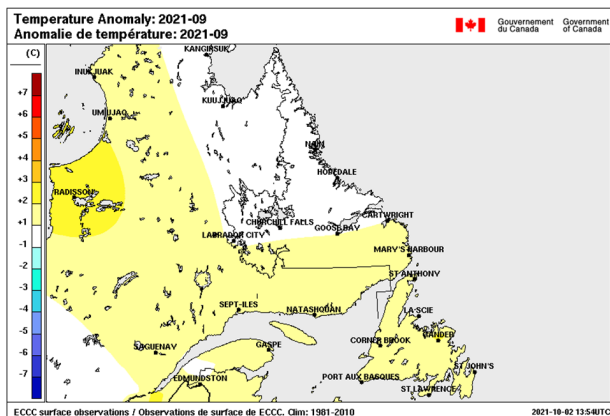 Temperature Anomaly: 2021-09
Anomalie de température: 2021-09
Gouvernement du Canada
Government of Canada
(C)
+7
+6
+5
+4
+3
+2
+1
-1
-2
-3
-4
-5
-6
-7
KANGIRSUK
INUKJUAK
KUUJJUAQ
UMIUJAQ
NAIN
HOPEDALE
RADISSON
CARTWRIGHT
CHURCHILL FALLS
GOOSE BAY
LABRADOR CITY
MARY'S HARBOUR
ST ANTHONY
SEPT-ILES
NATASHQUAN
LA SCIE
GANDER
CORNER BROOK
SAGUENAY
GASPE
ST JOHN'S
EDMUNDSTON
PORT AUX BASQUES
ST LAWRENCE
ECCC surface observations / Observations de surface de ECCC. Clim: 1981-2010
2021-10-02 13:54UTC